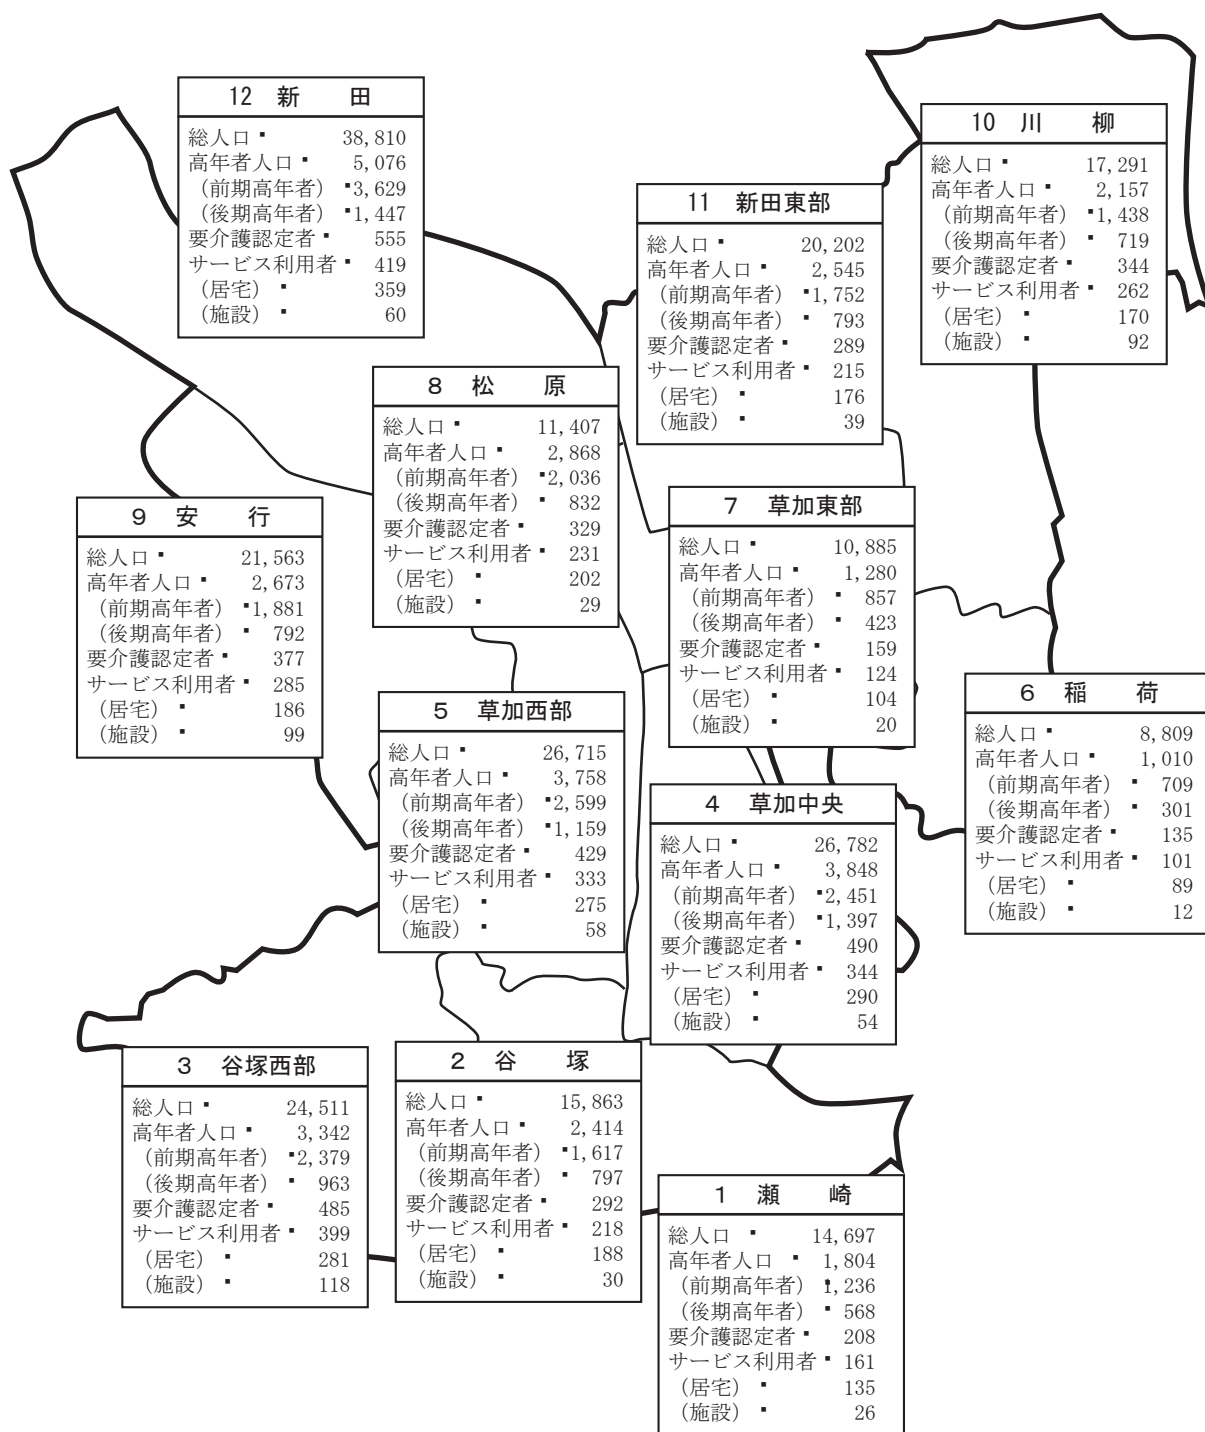 12 新 田
総人口 38,810
高年者人口 5,076
(前期高年者) 3,629
(後期高年者) 1,447
要介護認定者 555
サービス利用者 419
(居宅) 359
(施設) 60
10 川 柳
総人口 17,291
高年者人口 2,157
(前期高年者) 1,438
(後期高年者) 719
要介護認定者 344
サービス利用者 262
(居宅) 170
(施設) 92
11 新田東部
総人口 20,202
高年者人口 2,545
(前期高年者) 1,752
(後期高年者) 793
要介護認定者 289
サービス利用者 215
(居宅) 176
(施設) 39
8 松 原
総人口 11,407
高年者人口 2,868
(前期高年者) 2,036
(後期高年者) 832
要介護認定者 329
サービス利用者 231
(居宅) 202
(施設) 29
9 安 行
総人口 21,563
高年者人口 2,673
(前期高年者) 1,881
(後期高年者) 792
要介護認定者 377
サービス利用者 285
(居宅) 186
(施設) 99
7 草加東部
総人口 10,885
高年者人口 1,280
(前期高年者) 857
(後期高年者) 423
要介護認定者 159
サービス利用者 124
(居宅) 104
(施設) 20
6 稲 荷
総人口 8,809
高年者人口 1,010
(前期高年者) 709
(後期高年者) 301
要介護認定者 135
サービス利用者 101
(居宅) 89
(施設) 12
5 草加西部
総人口 26,715
高年者人口 3,758
(前期高年者) 2,599
(後期高年者) 1,159
要介護認定者 429
サービス利用者 333
(居宅) 275
(施設) 58
4 草加中央
総人口 26,782
高年者人口 3,848
(前期高年者) 2,451
(後期高年者) 1,397
要介護認定者 490
サービス利用者 344
(居宅) 290
(施設) 54
3 谷塚西部
総人口 24,511
高年者人口 3,342
(前期高年者) 2,379
(後期高年者) 963
要介護認定者 485
サービス利用者 399
(居宅) 281
(施設) 118
2 谷 塚
総人口 15,863
高年者人口 2,414
(前期高年者) 1,617
(後期高年者) 797
要介護認定者 292
サービス利用者 218
(居宅) 188
(施設) 30
1 瀬 崎
総人口 14,697
高年者人口 1,804
(前期高年者) 1,236
(後期高年者) 568
要介護認定者 208
サービス利用者 161
(居宅) 135
(施設) 26